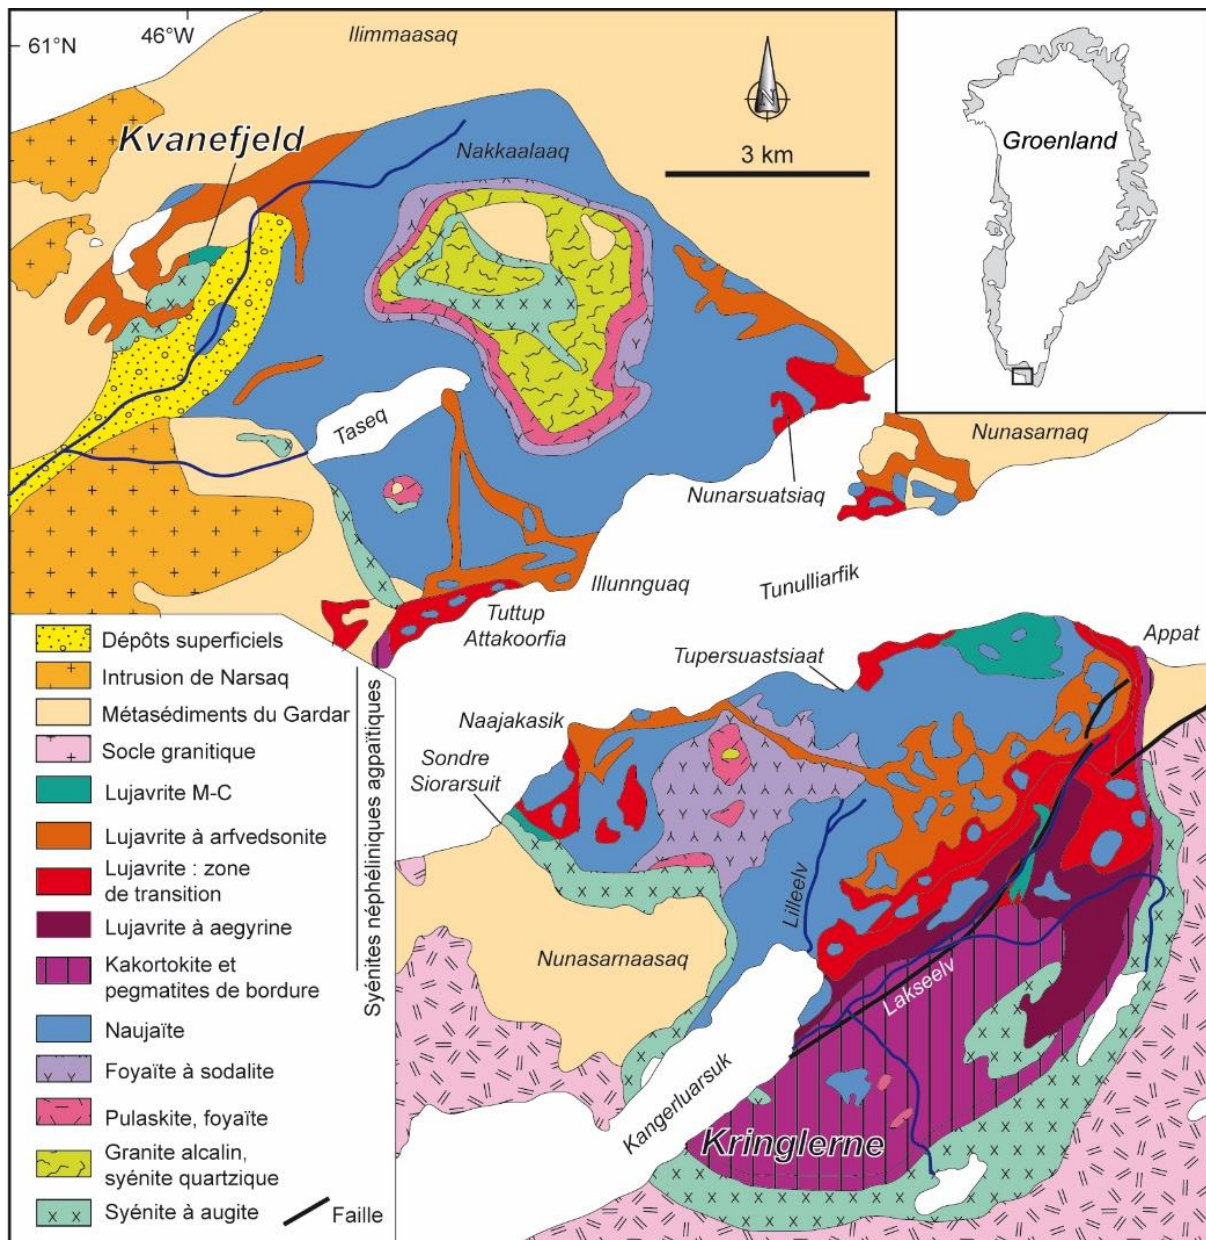 61°N
46°W
Ilimmaasaq
Kvanefjeld
Nakkaalaaq
N
3 km
Groenland
Taseq
Nunarsuatsiaq
Nunasarnaq
Illunnguaq
Tunulliarfik
Tuttup
Attakoorfia
Tupersuastsiaat
Appat
Naajakasik
Sondre
Siorarsuit
Lilleelv
Nunasarnaasaq
Lakseelv
Kangerluarsuk
Kringlerne
Dépôts superficiels
Intrusion de Narsaq
Métasédiments du Gardar
Socle granitique
Lujavrite M-C
Lujavrite à arfvedsonite
Lujavrite : zone
de transition
Lujavrite à aegyrine
Kakortokite et
pegmatites de bordure
Naujaïte
Foyaïte à sodalite
Pulaskite, foyaïte
Granite alcalin,
syénite quartzique
Syénite à augite
Faille
Syénites néphéliniques agpaïtiques